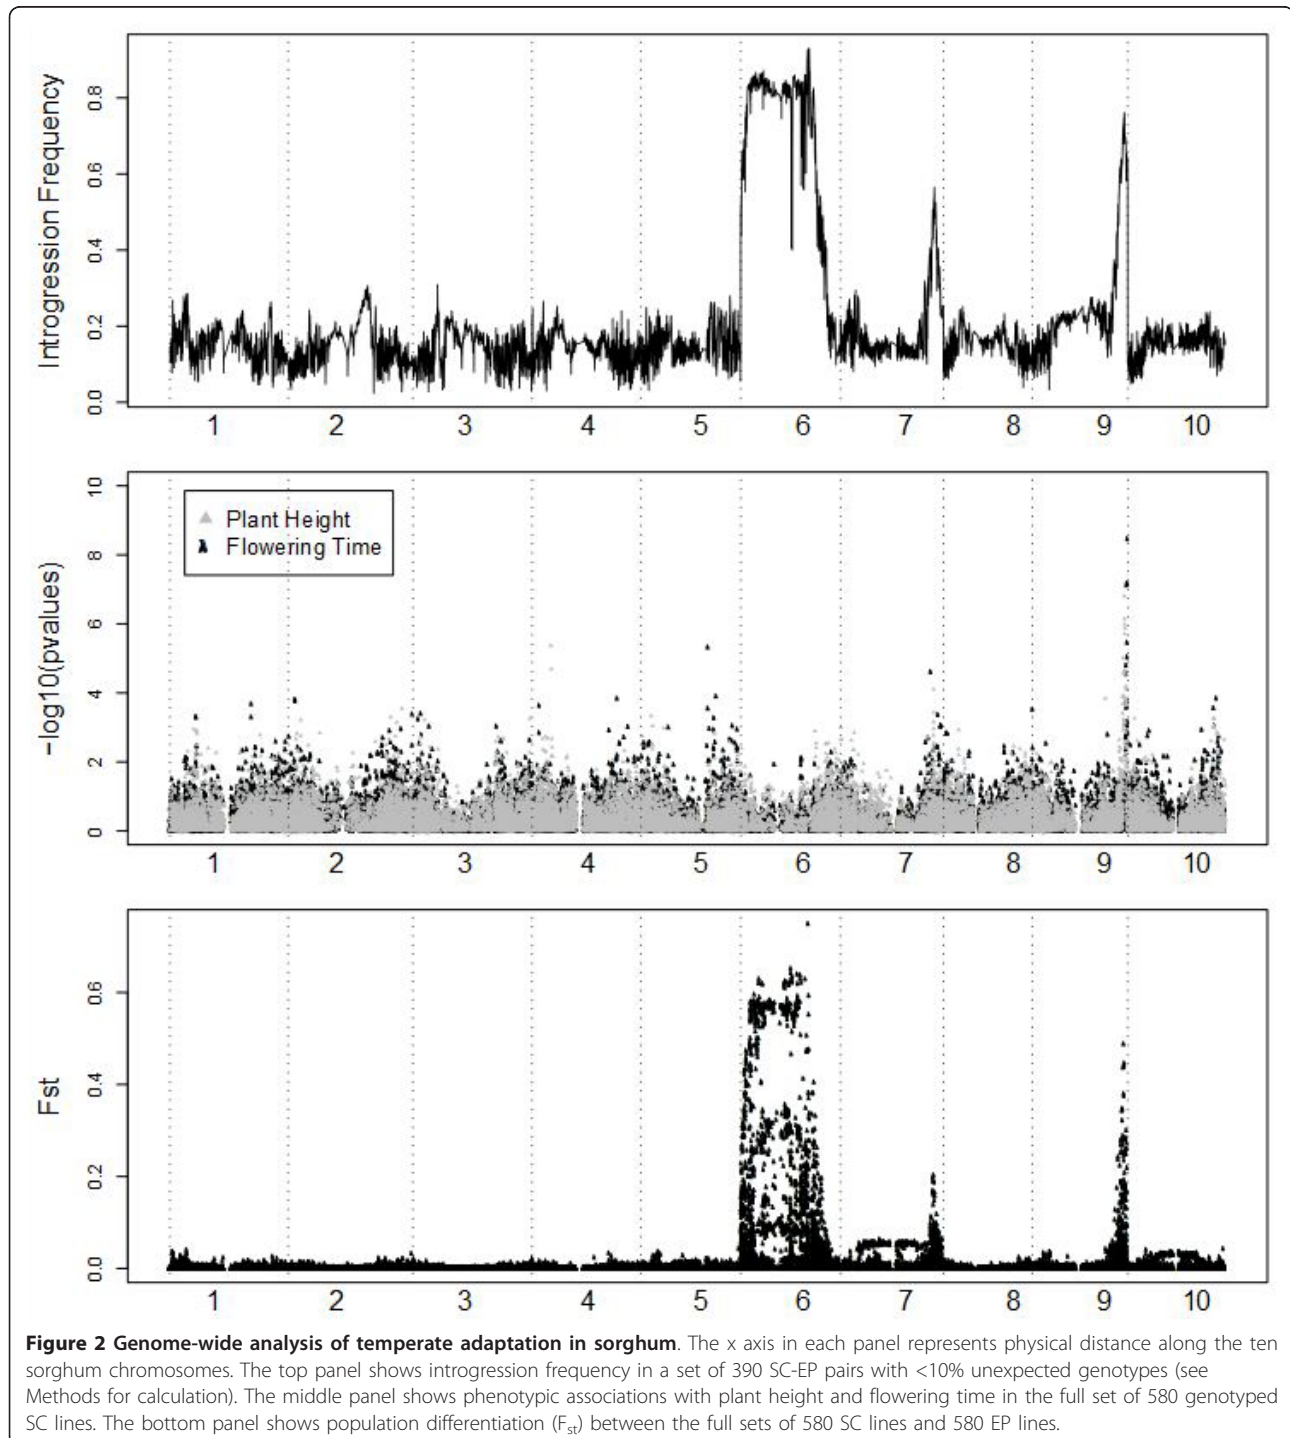 Introgression Frequency
0.8
0.6
0.4
0.2
0.0
1 2 3 4 5 6 7 8 9 10
−log10(pvalues)
10
8
6
4
2
0
Plant Height
Flowering Time
1 2 3 4 5 6 7 8 9 10
Fst
0.6
0.4
0.2
0.0
1 2 3 4 5 6 7 8 9 10
Figure 2 Genome-wide analysis of temperate adaptation in sorghum. The x axis in each panel represents physical distance along the ten
sorghum chromosomes. The top panel shows introgression frequency in a set of 390 SC-EP pairs with <10% unexpected genotypes (see
Methods for calculation). The middle panel shows phenotypic associations with plant height and flowering time in the full set of 580 genotyped
SC lines. The bottom panel shows population differentiation (Fst) between the full sets of 580 SC lines and 580 EP lines.